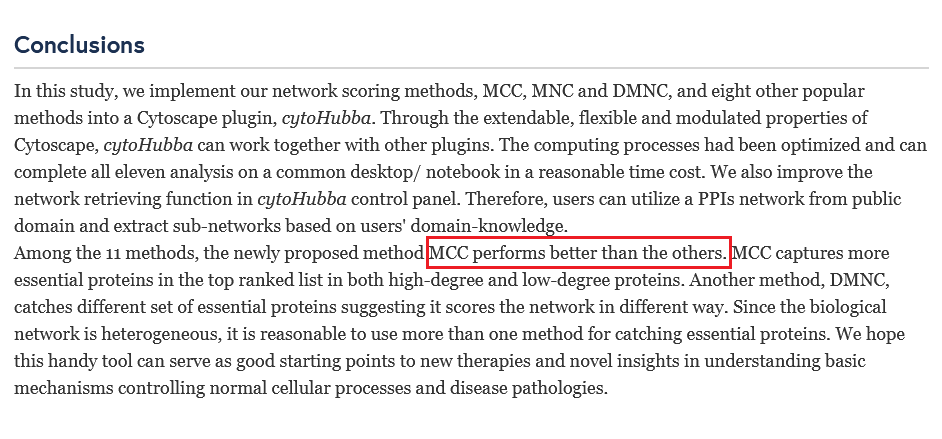 Conclusions
In this study, we implement our network scoring methods, MCC, MNC and DMNC, and eight other popular
methods into a Cytoscape plugin, cytoHubba. Through the extendable, flexible and modulated properties of
Cytoscape, cytoHubba can work together with other plugins. The computing processes had been optimized and can
complete all eleven analysis on a common desktop/ notebook in a reasonable time cost. We also improve the
network retrieving function in cytoHubba control panel. Therefore, users can utilize a PPIs network from public
domain and extract sub-networks based on users' domain-knowledge.
Among the 11 methods, the newly proposed method MCC performs better than the others. MCC captures more
essential proteins in the top ranked list in both high-degree and low-degree proteins. Another method, DMNC,
catches different set of essential proteins suggesting it scores the network in different way. Since the biological
network is heterogeneous, it is reasonable to use more than one method for catching essential proteins. We hope
this handy tool can serve as good starting points to new therapies and novel insights in understanding basic
mechanisms controlling normal cellular processes and disease pathologies.